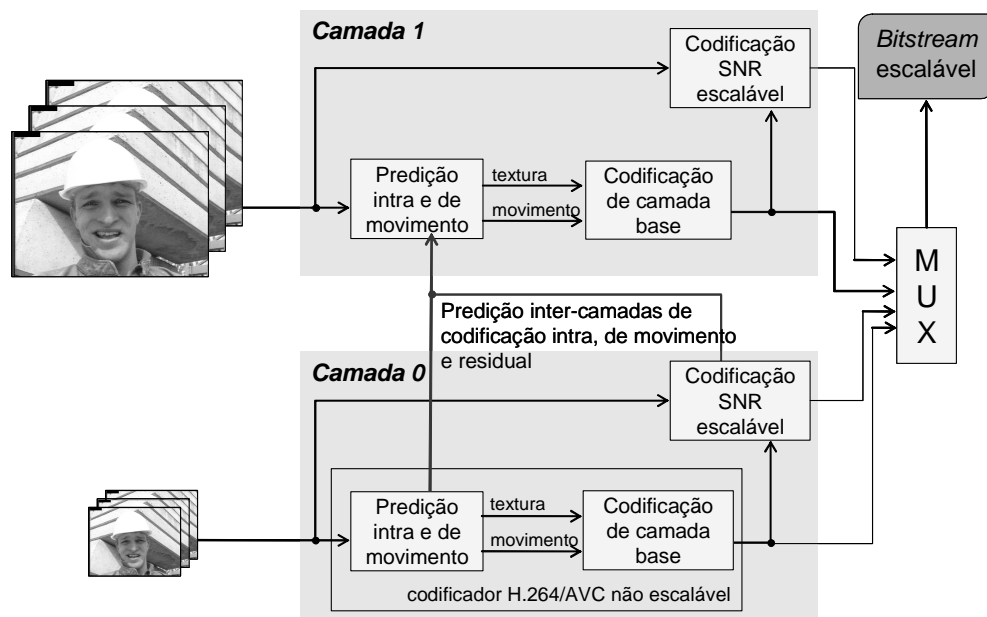 Camada 1
Codificação
SNR
escalável
Bitstream
escalável
Predição
intra e de
movimento
textura
movimento
Codificação
de camada
base
M
U
X
Predição inter-camadas de
codificação intra, de movimento
e residual
Camada 0
Codificação
SNR
escalável
Predição
intra e de
movimento
textura
movimento
Codificação
de camada
base
codificador H.264/AVC não escalável